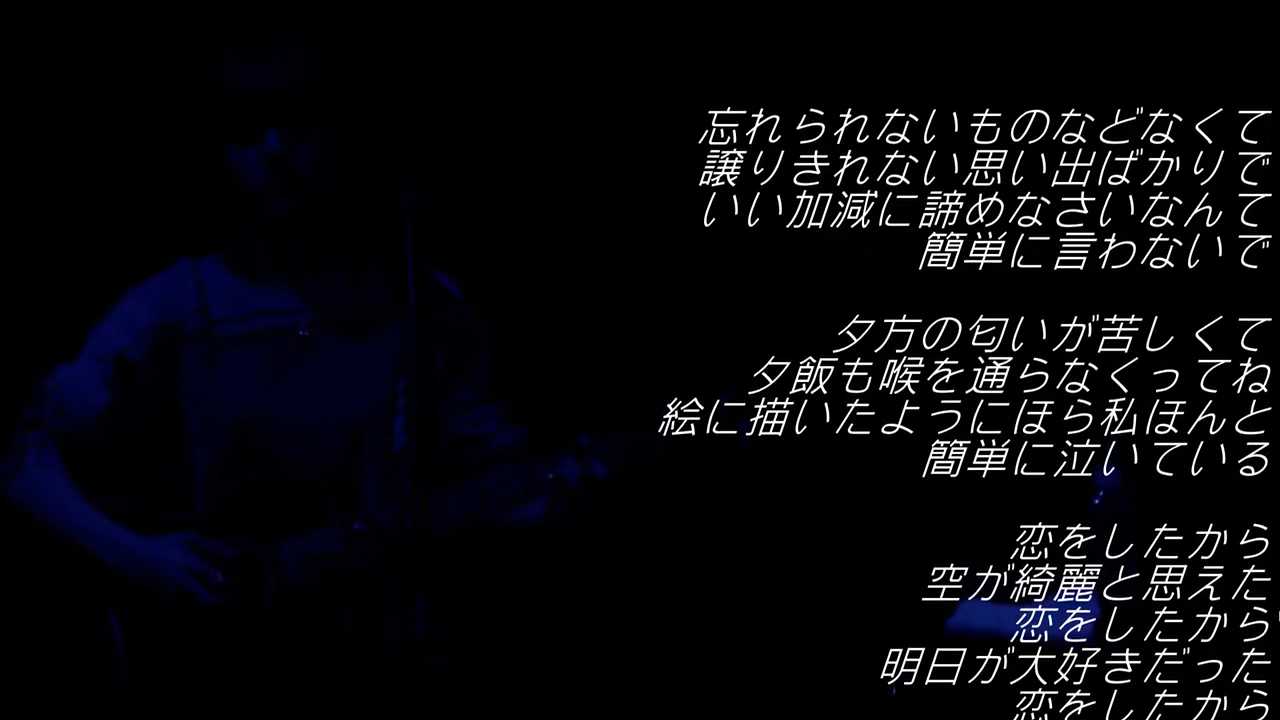 忘れられないものなどなくて
譲りきれない思い出ばかりで
いい加減に諦めなさいなんて
簡単に言わないで
夕方の匂いが苦しくて
夕飯も喉を通らなくってね
絵に描いたようにほら私ほんと
簡単に泣いている
恋をしたから
空が綺麗と思えた
恋をしたから
明日が大好きだった
恋をしたから